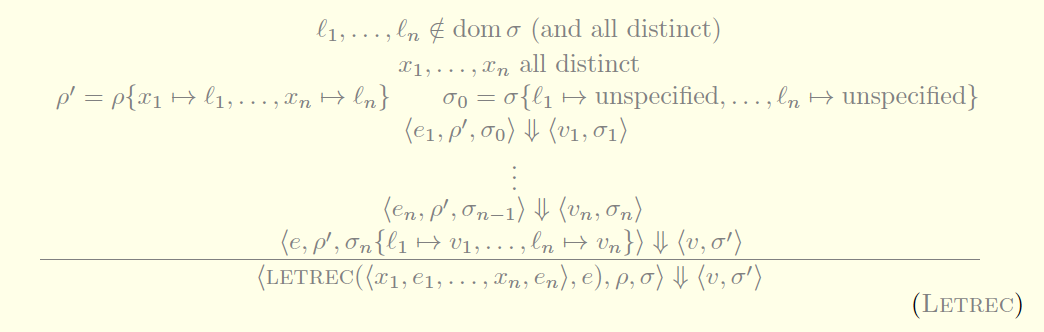 ℓ₁, . . . , ℓₙ ∉ dom σ (and all distinct)
x₁, . . . , xₙ all distinct
ρ′ = ρ{x₁ ↦ ℓ₁, . . . , xₙ ↦ ℓₙ} σ₀ = σ{ℓ₁ ↦ unspecified, . . . , ℓₙ ↦ unspecified}
⟨e₁, ρ′, σ₀⟩ ⇓ ⟨v₁, σ₁⟩
⋮
⟨eₙ, ρ′, σₙ₋₁⟩ ⇓ ⟨vₙ, σₙ⟩
⟨e, ρ′, σₙ{ℓ₁ ↦ v₁, . . . , ℓₙ ↦ vₙ}⟩ ⇓ ⟨v, σ′⟩
⟨LETREC(⟨x₁, e₁, . . . , xₙ, eₙ⟩, e), ρ, σ⟩ ⇓ ⟨v, σ′⟩
(LETREC)